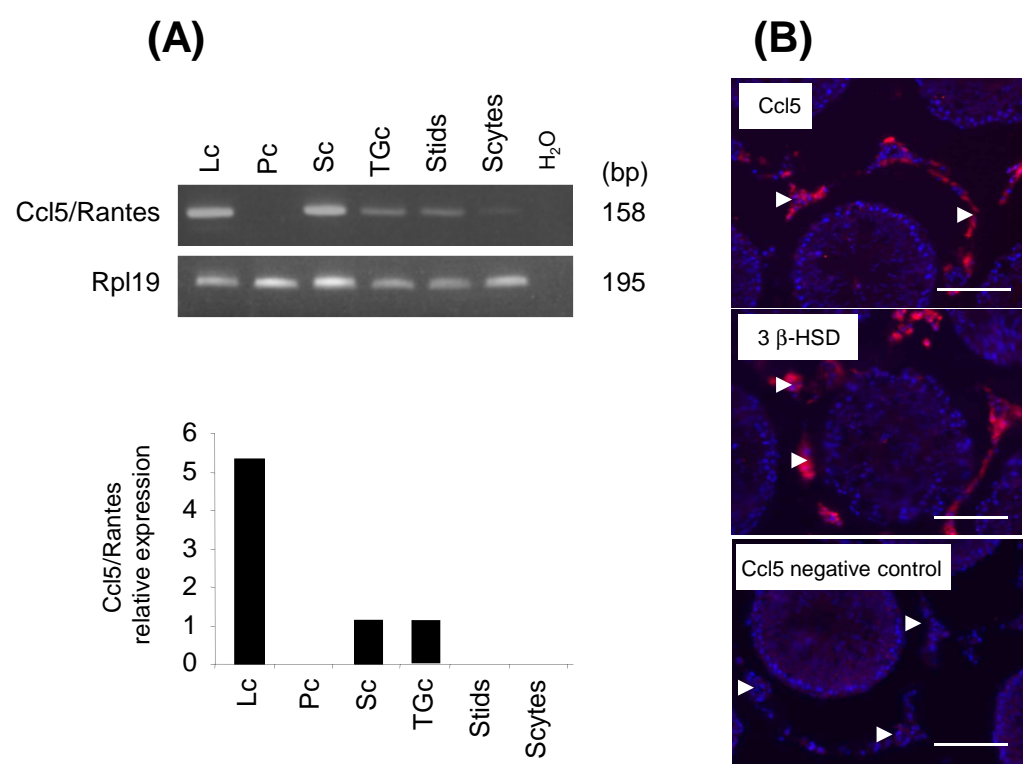 (A)
Lc Pc Sc TGc Stids Scytes H₂O
(bp)
Ccl5/Rantes 158
Rpl19 195
Ccl5/Rantes
relative expression
6
5
4
3
2
1
0
Lc Pc Sc TGc Stids Scytes
(B)
Ccl5
3 β-HSD
Ccl5 negative control